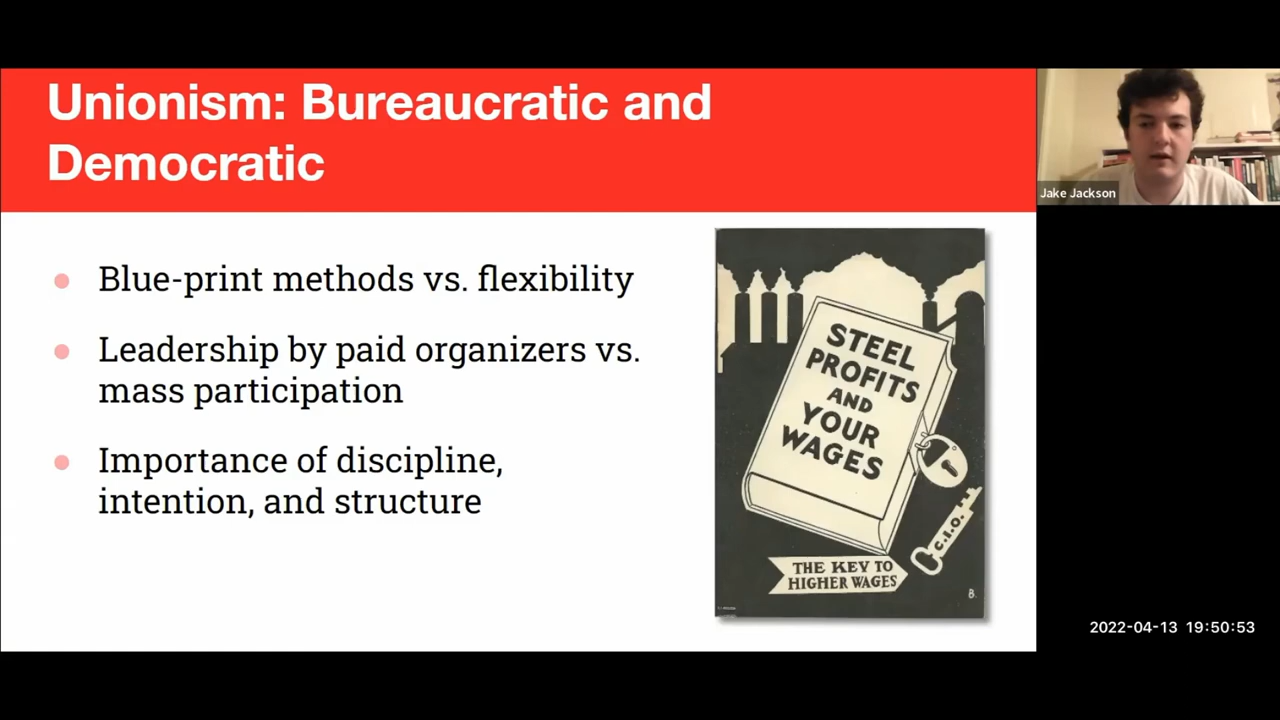 Unionism: Bureaucratic and
Democratic
Blue-print methods vs. flexibility
Leadership by paid organizers vs.
mass participation
Importance of discipline,
intention, and structure
STEEL
PROFITS
AND
YOUR
WAGES
C.I.O.
THE KEY TO
HIGHER WAGES
B.
Jake Jackson
2022-04-13 19:50:53